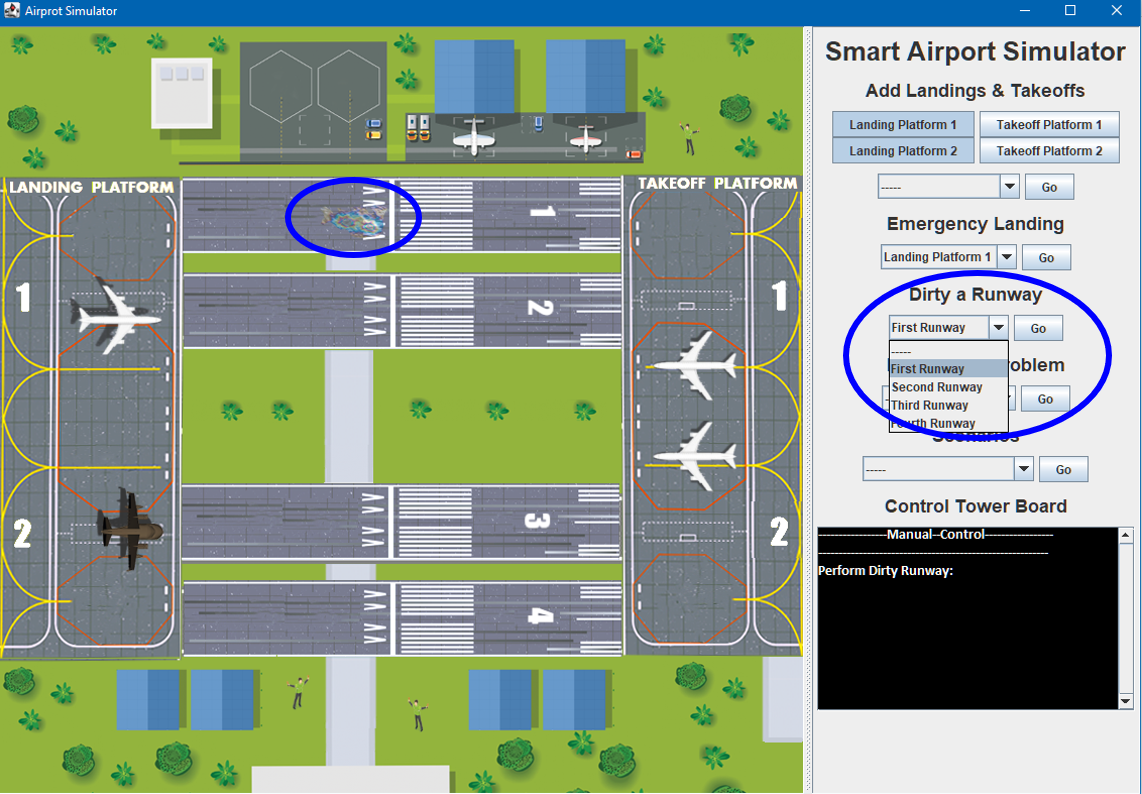 Airprot Simulator
LANDING PLATFORM
TAKEOFF PLATFORM
1
2
1
2
3
4
1
2
Smart Airport Simulator
Add Landings & Takeoffs
Landing Platform 1
Takeoff Platform 1
Landing Platform 2
Takeoff Platform 2
-----
Go
Emergency Landing
Landing Platform 1
Go
Dirty a Runway
First Runway
Go
-----
First Runway
Second Runway
Third Runway
Fourth Runway
Go
Scenarios
-----
Go
Control Tower Board
-----------------Manual--Control-----------------
---------------------------------------------------------
Perform Dirty Runway: